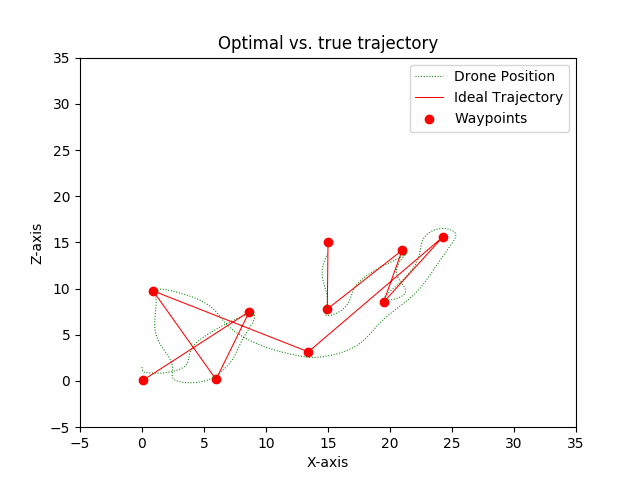 Optimal vs. true trajectory
Drone Position
Ideal Trajectory
Waypoints
Z-axis
35
30
25
20
15
10
5
0
−5
−5 0 5 10 15 20 25 30 35
X-axis